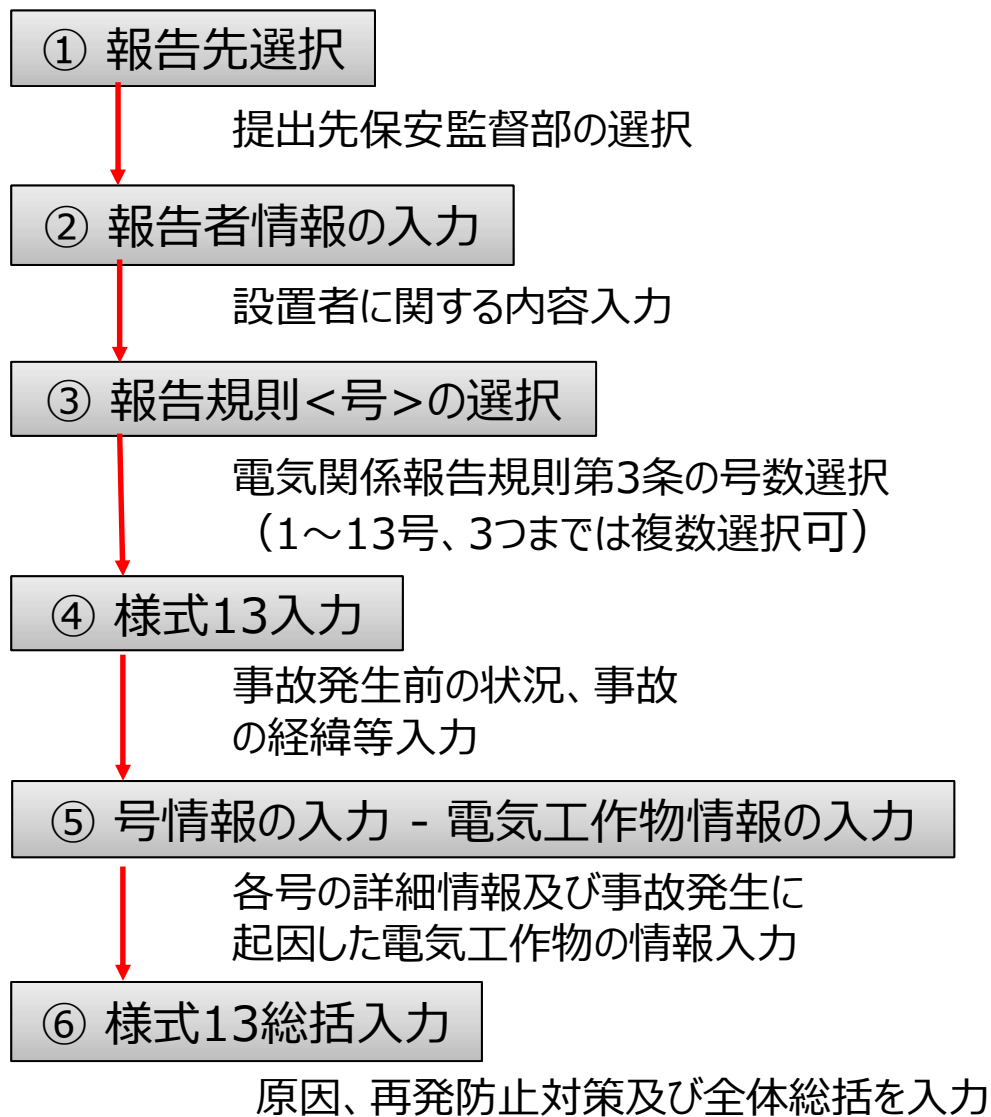 ① 報告先選択
提出先保安監督部の選択
② 報告者情報の入力
設置者に関する内容入力
③ 報告規則<号>の選択
電気関係報告規則第3条の号数選択
（1～13号、3つまでは複数選択可）
④ 様式13入力
事故発生前の状況、事故
の経緯等入力
⑤ 号情報の入力 - 電気工作物情報の入力
各号の詳細情報及び事故発生に
起因した電気工作物の情報入力
⑥ 様式13総括入力
原因、再発防止対策及び全体総括を入力